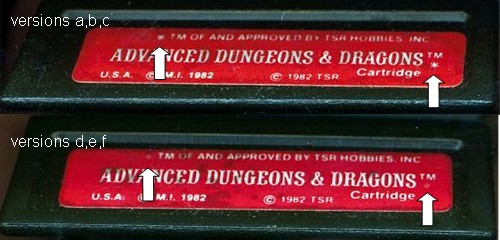 versions a,b,c
* TM OF AND APPROVED BY TSR HOBBIES, INC
ADVANCED DUNGEONS & DRAGONS™*
U.S.A. © M.I. 1982 © 1982 TSR Cartridge
versions d,e,f
* TM OF AND APPROVED BY TSR HOBBIES, INC
ADVANCED DUNGEONS & DRAGONS™*
U.S.A. © M.I. 1982 © 1982 TSR Cartridge